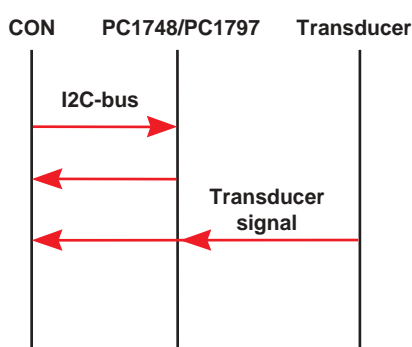 CON PC1748/PC1797 Transducer
I2C-bus
Transducer
signal